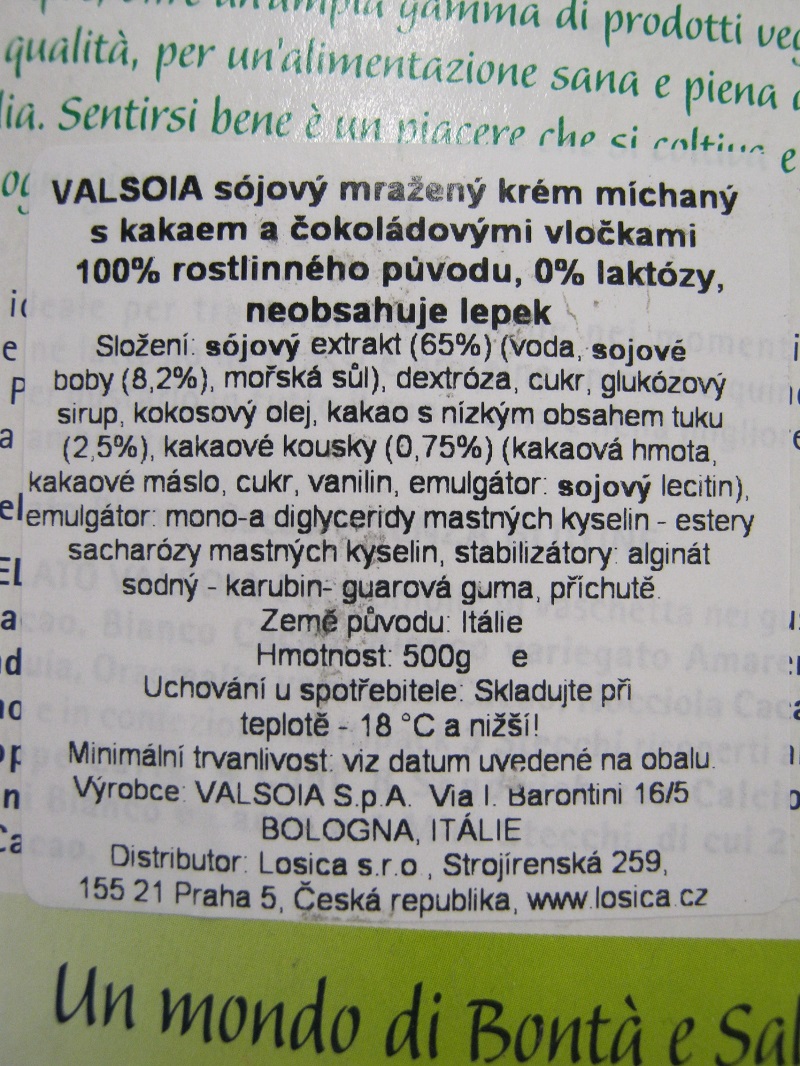 un'ampia gamma di prodotti
qualità, per un'alimentazione sana e piena
Sentirsi bene è un piacere che si coltiva e
VALSOIA sójový mražený krém míchaný
s kakaem a čokoládovými vločkami
100% rostlinného původu, 0% laktózy,
neobsahuje lepek
Složení: sójový extrakt (65%) (voda, sojové
boby (8,2%), mořská sůl), dextróza, cukr, glukózový
sirup, kokosový olej, kakao s nízkým obsahem tuku
(2,5%), kakaové kousky (0,75%) (kakaová hmota,
kakaové máslo, cukr, vanilin, emulgátor: sojový lecitin),
emulgátor: mono-a diglyceridy mastných kyselin - estery
sacharózy mastných kyselin, stabilizátory: alginát
sodný - karubin- guarová guma, příchutě.
Země původu: Itálie
Hmotnost: 500g e
Uchování u spotřebitele: Skladujte při
teplotě - 18 °C a nižší!
Minimální trvanlivost: viz datum uvedené na obalu.
Výrobce: VALSOIA S.p.A. Via I. Barontini 16/5
BOLOGNA, ITÁLIE
Distributor: Losica s.r.o., Strojírenská 259,
155 21 Praha 5, Česká republika, www.losica.cz
Un mondo di Bontà e